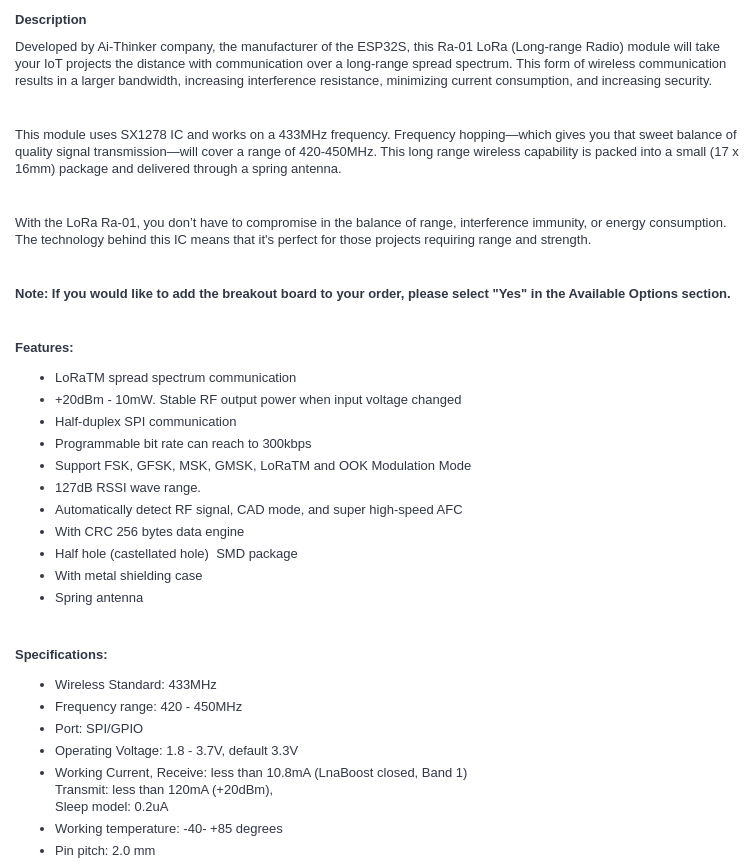 Description
Developed by Ai-Thinker company, the manufacturer of the ESP32S, this Ra-01 LoRa (Long-range Radio) module will take
your IoT projects the distance with communication over a long-range spread spectrum. This form of wireless communication
results in a larger bandwidth, increasing interference resistance, minimizing current consumption, and increasing security.
This module uses SX1278 IC and works on a 433MHz frequency. Frequency hopping—which gives you that sweet balance of
quality signal transmission—will cover a range of 420-450MHz. This long range wireless capability is packed into a small (17 x
16mm) package and delivered through a spring antenna.
With the LoRa Ra-01, you don’t have to compromise in the balance of range, interference immunity, or energy consumption.
The technology behind this IC means that it's perfect for those projects requiring range and strength.
Note: If you would like to add the breakout board to your order, please select "Yes" in the Available Options section.
Features:
• LoRaTM spread spectrum communication
• +20dBm - 10mW. Stable RF output power when input voltage changed
• Half-duplex SPI communication
• Programmable bit rate can reach to 300kbps
• Support FSK, GFSK, MSK, GMSK, LoRaTM and OOK Modulation Mode
• 127dB RSSI wave range.
• Automatically detect RF signal, CAD mode, and super high-speed AFC
• With CRC 256 bytes data engine
• Half hole (castellated hole)  SMD package
• With metal shielding case
• Spring antenna
Specifications:
• Wireless Standard: 433MHz
• Frequency range: 420 - 450MHz
• Port: SPI/GPIO
• Operating Voltage: 1.8 - 3.7V, default 3.3V
• Working Current, Receive: less than 10.8mA (LnaBoost closed, Band 1)
Transmit: less than 120mA (+20dBm),
Sleep model: 0.2uA
• Working temperature: -40- +85 degrees
• Pin pitch: 2.0 mm